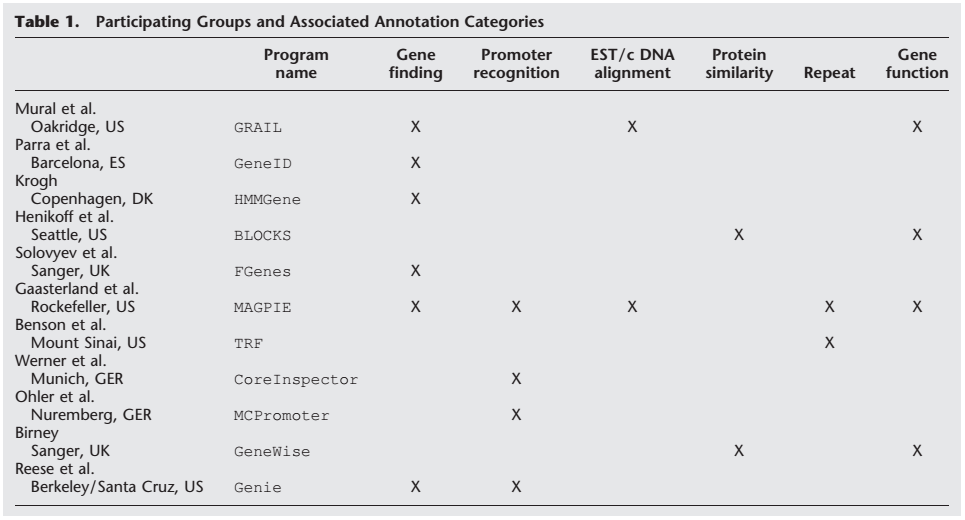 Table 1. Participating Groups and Associated Annotation Categories
Program name Gene finding Promoter recognition EST/c DNA alignment Protein similarity Repeat Gene function
Mural et al.
Oakridge, US GRAIL X X X
Parra et al.
Barcelona, ES GeneID X
Krogh
Copenhagen, DK HMMGene X
Henikoff et al.
Seattle, US BLOCKS X X
Solovyev et al.
Sanger, UK FGenes X
Gaasterland et al.
Rockefeller, US MAGPIE X X X X X
Benson et al.
Mount Sinai, US TRF X
Werner et al.
Munich, GER CoreInspector X
Ohler et al.
Nuremberg, GER MCPromoter X
Birney
Sanger, UK GeneWise X X
Reese et al.
Berkeley/Santa Cruz, US Genie X X